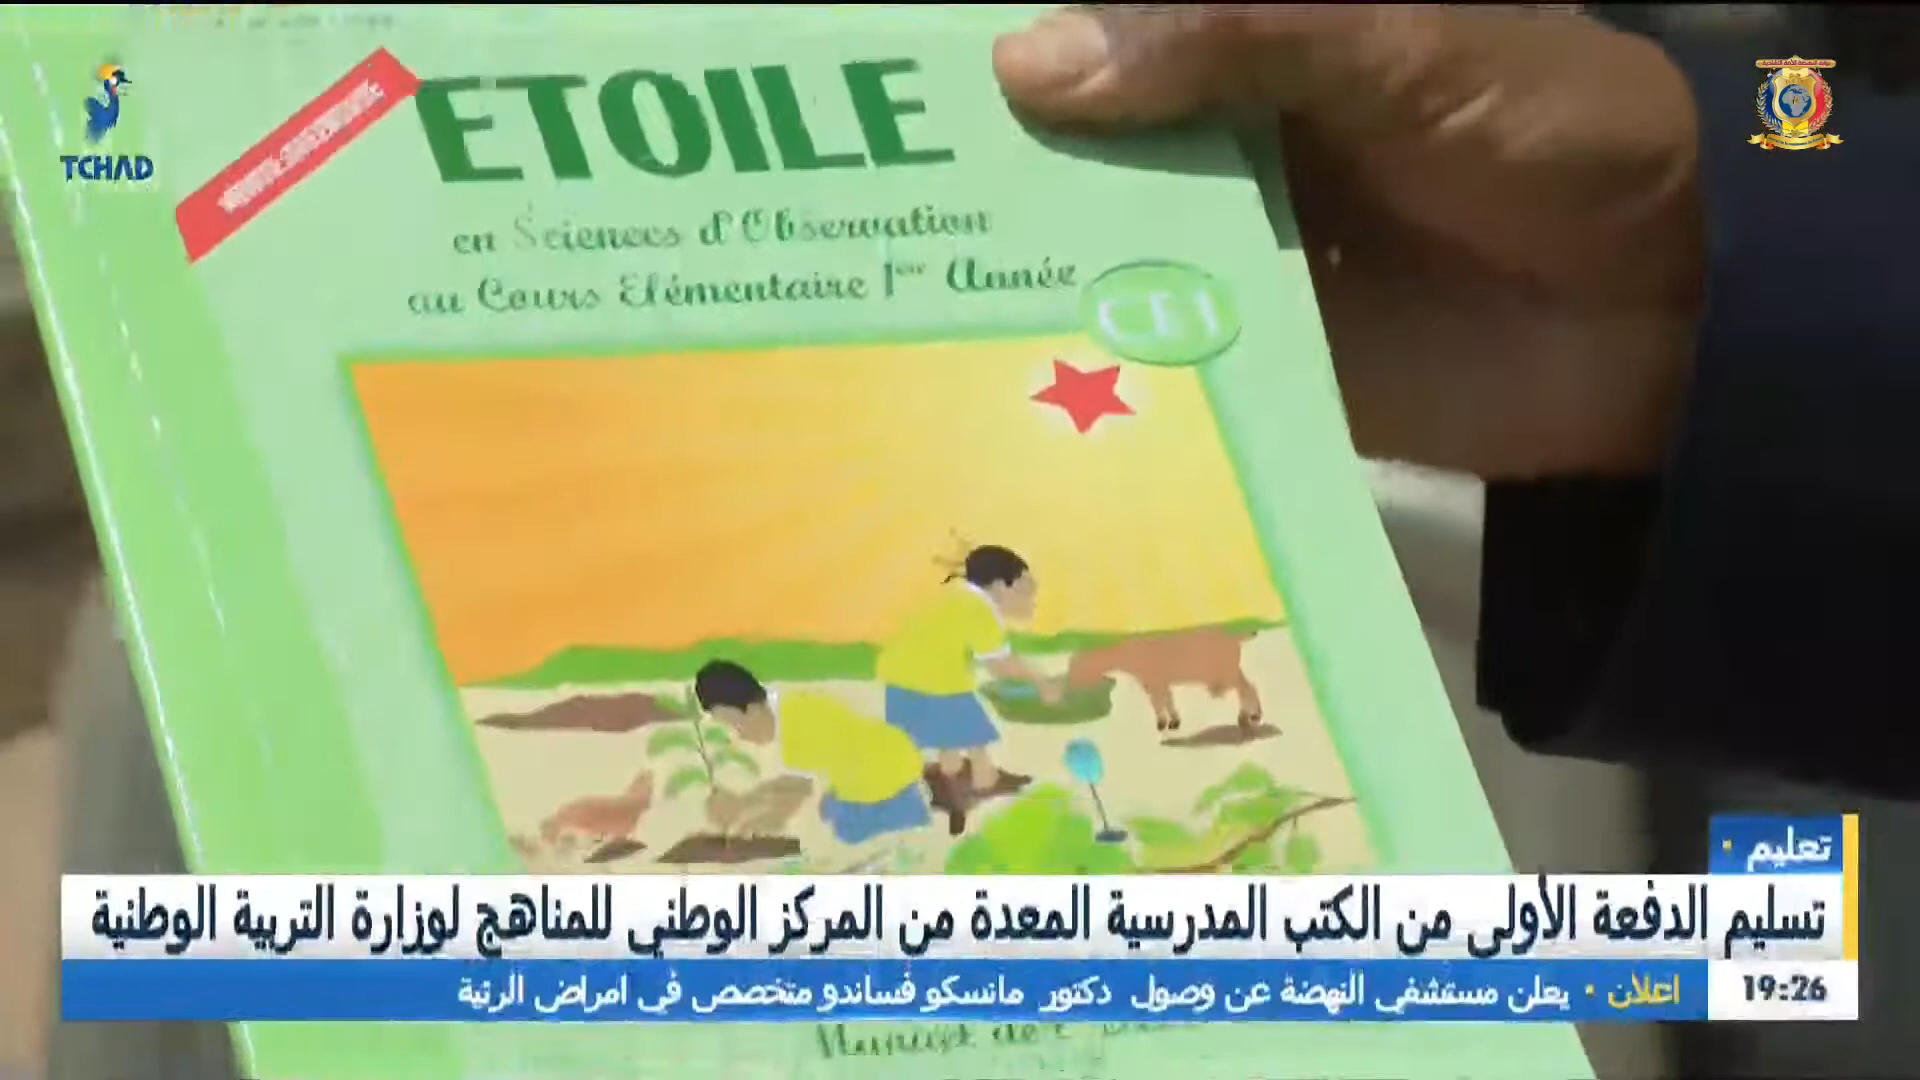 TCHAD
ETOILE
en Sciences d'Observation
au Cours Elémentaire 1ère Année
CE1
تعليم
تسليم الدفعة الأولى من الكتب المدرسية المعدة من المركز الوطني للمناهج لوزارة التربية الوطنية
اعلان • يعلن مستشفى النهضة عن وصول دكتور مانسكو فساندو متخصص في امراض الرئية
19:26